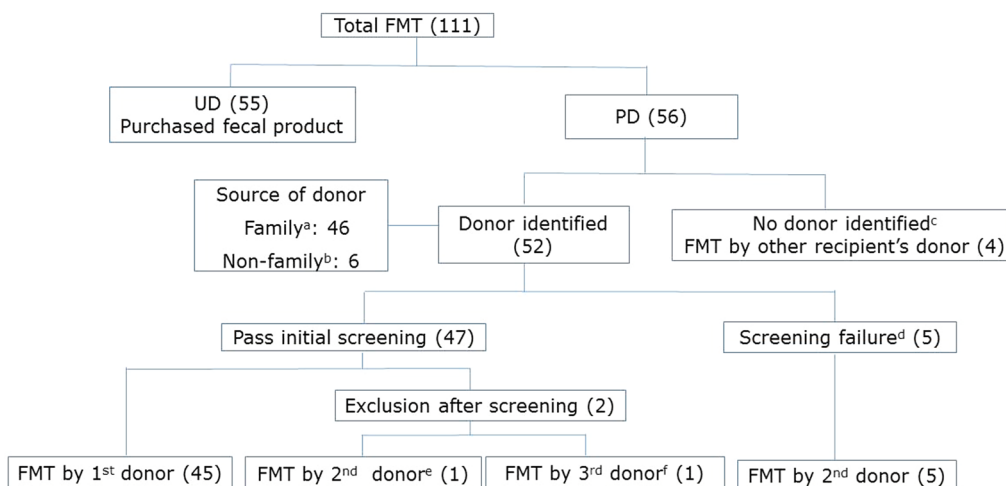 Total FMT (111)
UD (55)
Purchased fecal product
PD (56)
Source of donor
Familyᵃ: 46
Non-familyᵇ: 6
Donor identified
(52)
No donor identifiedᶜ
FMT by other recipient's donor (4)
Pass initial screening (47)
Screening failureᵈ (5)
Exclusion after screening (2)
FMT by 1ˢᵗ donor (45)
FMT by 2ⁿᵈ donorᵉ (1)
FMT by 3ʳᵈ donorᶠ (1)
FMT by 2ⁿᵈ donor (5)